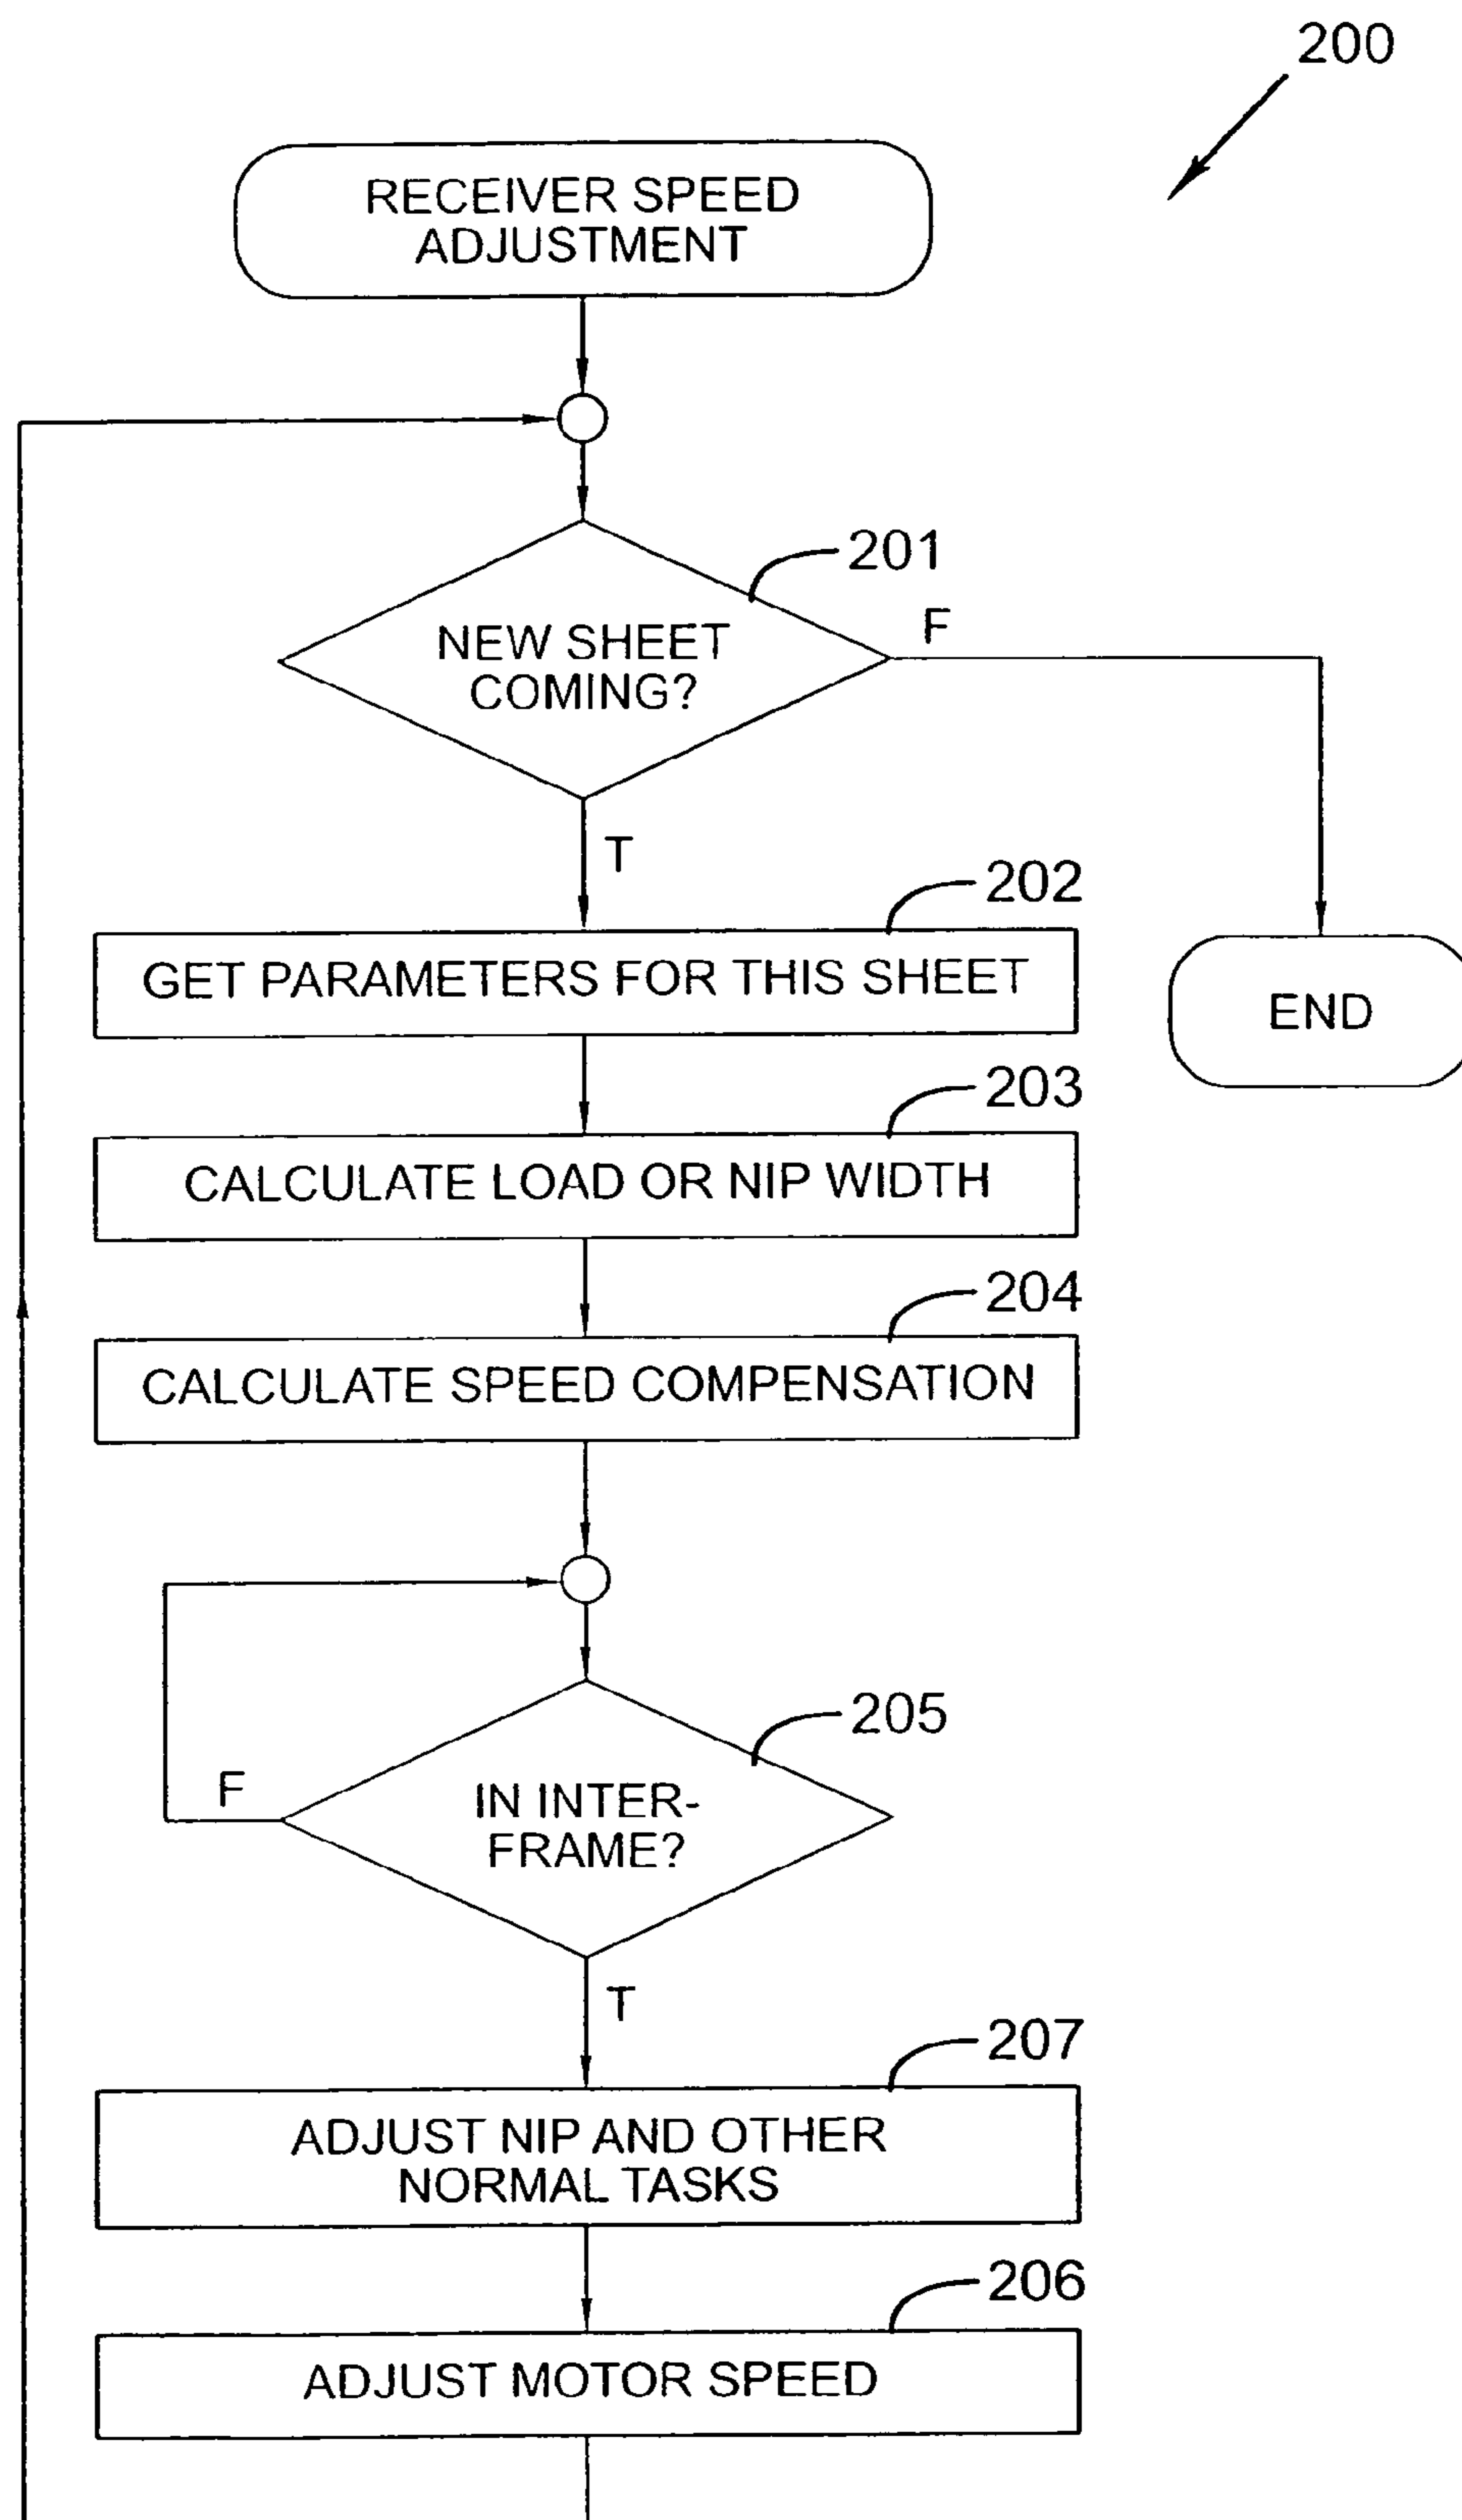 200
RECEIVER SPEED
ADJUSTMENT
201
NEW SHEET
COMING?
F
T
202
GET PARAMETERS FOR THIS SHEET
END
203
CALCULATE LOAD OR NIP WIDTH
204
CALCULATE SPEED COMPENSATION
205
IN INTER-
FRAME?
F
T
207
ADJUST NIP AND OTHER
NORMAL TASKS
206
ADJUST MOTOR SPEED